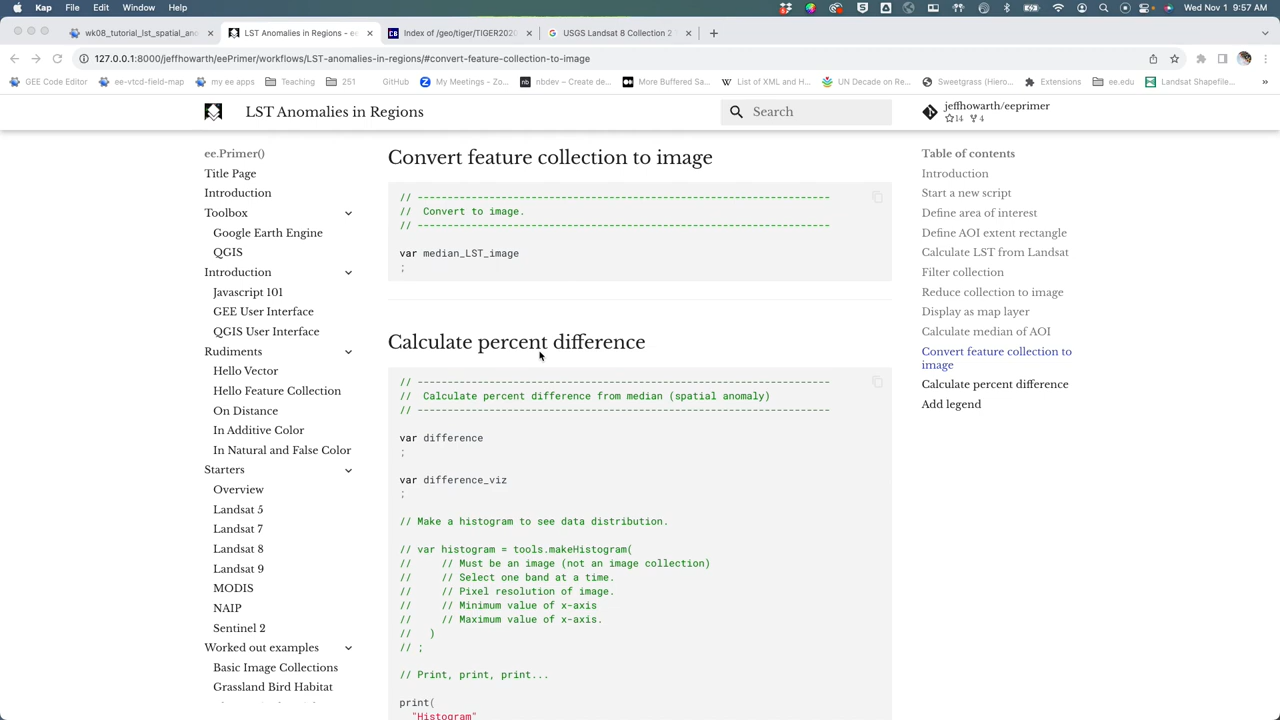 wk08_tutorial_lst_spatial_ano
LST Anomalies in Regions - ee
Index of /geo/tiger/TIGER202
USGS Landsat 8 Collection 2
127.0.0.1:8000/jeffhowarth/eePrimer/workflows/LST-anomalies-in-regions/#convert-feature-collection-to-image
GEE Code Editor
ee-vtcd-field-map
my ee apps
Teaching
251
GitHub
My Meetings - Zo...
nbdev – Create de...
More Buffered Sa...
List of XML and H...
UN Decade on Re...
Sweetgrass (Hiero...
Extensions
ee.edu
Landsat Shapefile...
»
LST Anomalies in Regions
Search
jeffhowarth/eeprimer
14 4
ee.Primer()
Title Page
Introduction
Toolbox
Google Earth Engine
QGIS
Introduction
Javascript 101
GEE User Interface
QGIS User Interface
Rudiments
Hello Vector
Hello Feature Collection
On Distance
In Additive Color
In Natural and False Color
Starters
Overview
Landsat 5
Landsat 7
Landsat 8
Landsat 9
MODIS
NAIP
Sentinel 2
Worked out examples
Basic Image Collections
Grassland Bird Habitat
Convert feature collection to image
// ----------------------------------------------------------------------
//  Convert to image.
// ----------------------------------------------------------------------
var median_LST_image
;
Calculate percent difference
// ----------------------------------------------------------------------
//  Calculate percent difference from median (spatial anomaly)
// ----------------------------------------------------------------------
var difference
;
var difference_viz
;
// Make a histogram to see data distribution.
// var histogram = tools.makeHistogram(
//     // Must be an image (not an image collection)
//     // Select one band at a time.
//     // Pixel resolution of image.
//     // Minimum value of x-axis
//     // Maximum value of x-axis.
//   )
// ;
// Print, print, print...
print(
"Histogram"
Table of contents
Introduction
Start a new script
Define area of interest
Define AOI extent rectangle
Calculate LST from Landsat
Filter collection
Reduce collection to image
Display as map layer
Calculate median of AOI
Convert feature collection to
image
Calculate percent difference
Add legend